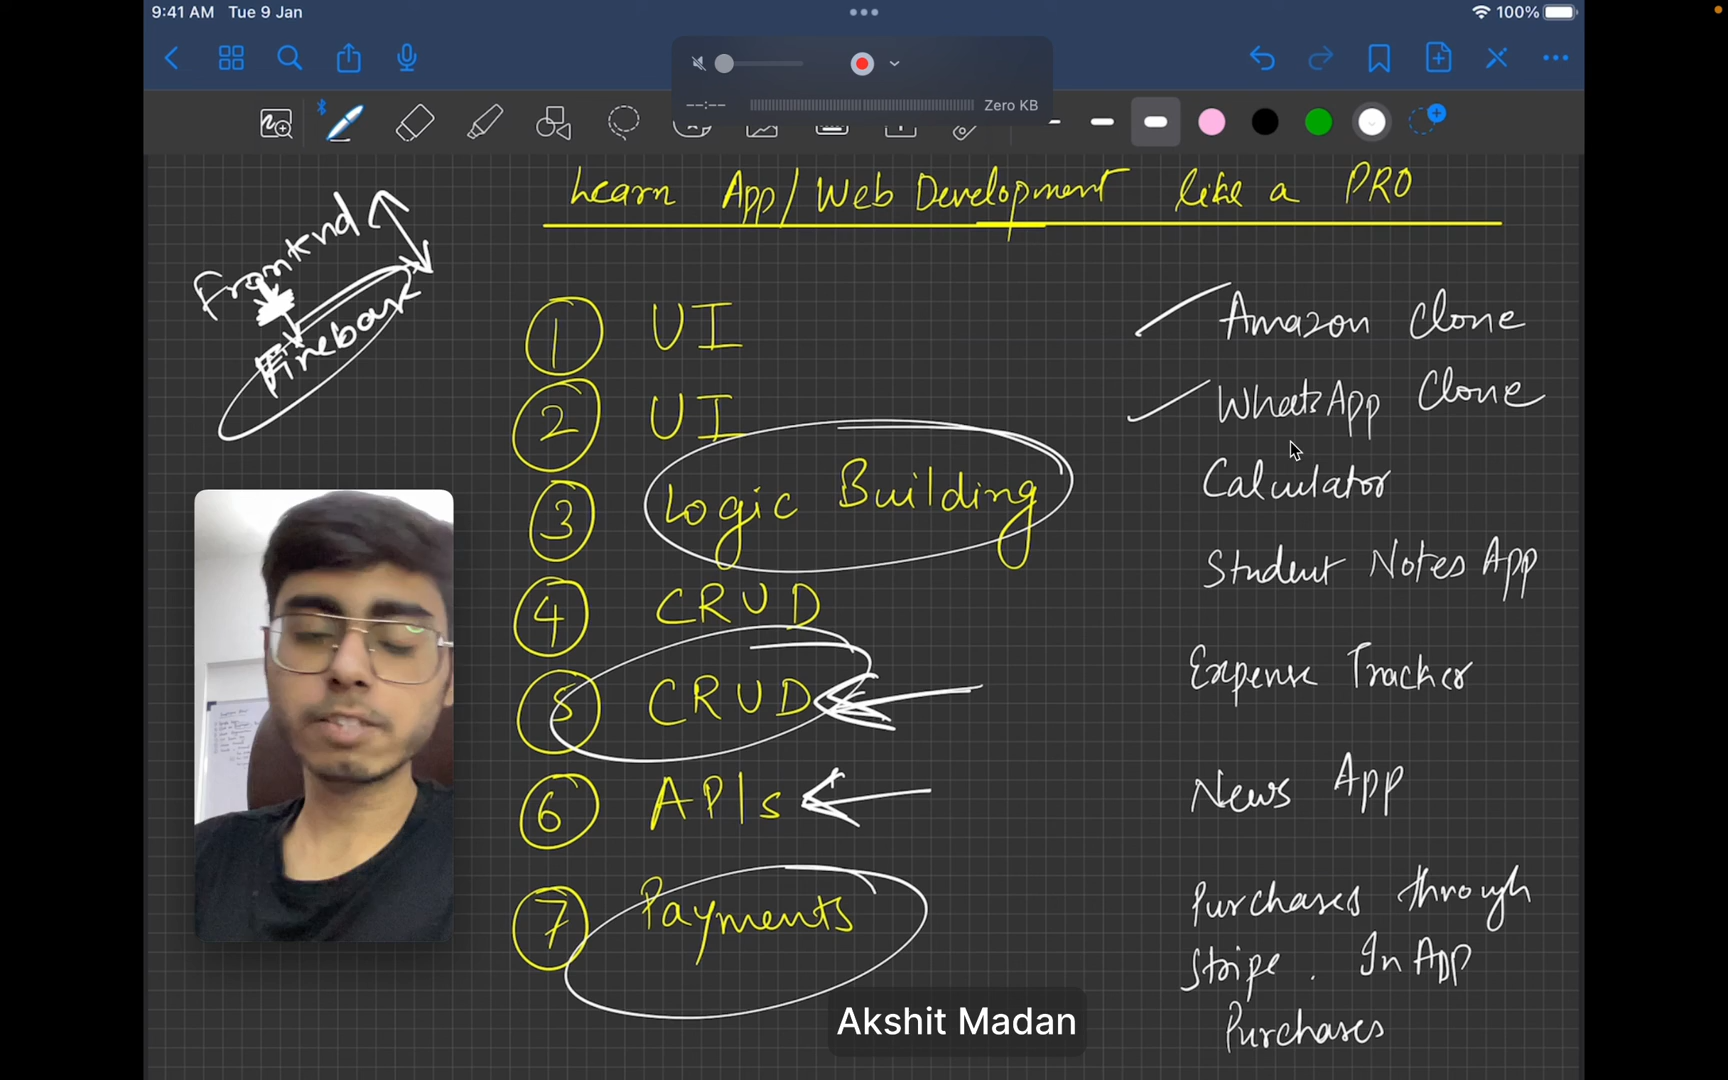 9:41 AM Tue 9 Jan
100%
--:--
Zero KB
Learn App/Web Development like a PRO
Frontend
Firebase
1 UI
Amazon Clone
2 UI
WhatsApp Clone
3 Logic Building
Calculator
4 CRUD
Student Notes App
5 CRUD
Expense Tracker
6 APIs
News App
7 Payments
Purchases through
Stripe. In App
Purchases
Akshit Madan